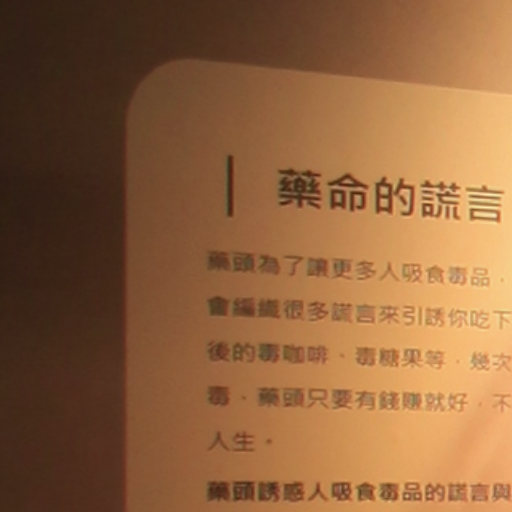 藥命的謊言
藥頭為了讓更多人吸食毒品，
會編織很多謊言來引誘你吃下
後的毒咖啡、毒糖果等，幾次
毒，藥頭只要有錢賺就好，不
人生。
藥頭誘惑人吸食毒品的謊言與